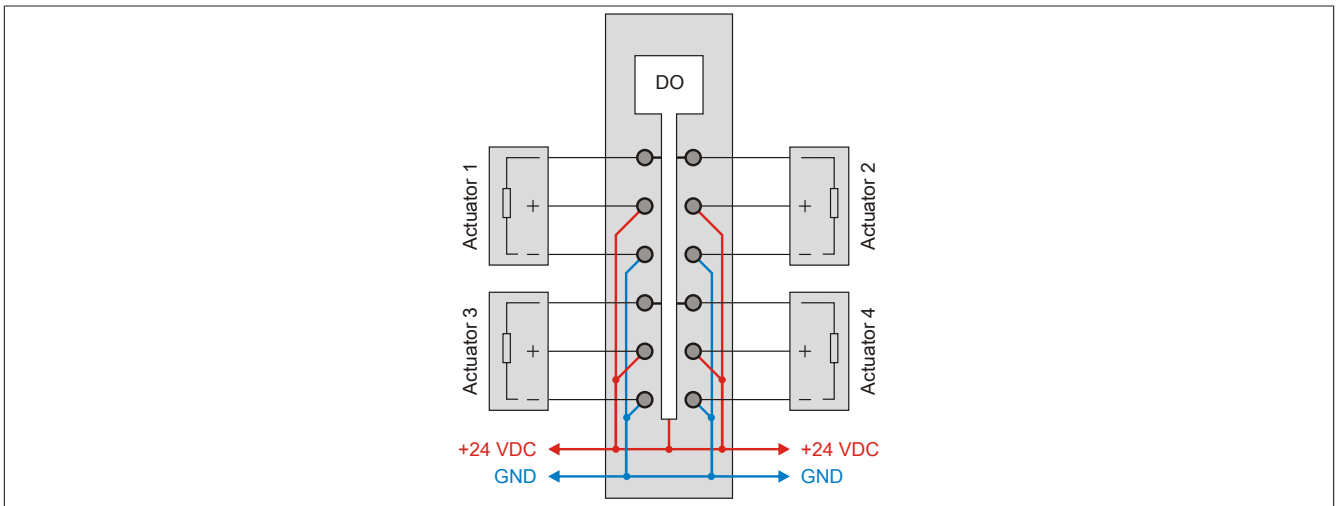 DO
Actuator 1
+
−
Actuator 2
+
−
Actuator 3
+
−
Actuator 4
+
−
+24 VDC
+24 VDC
GND
GND